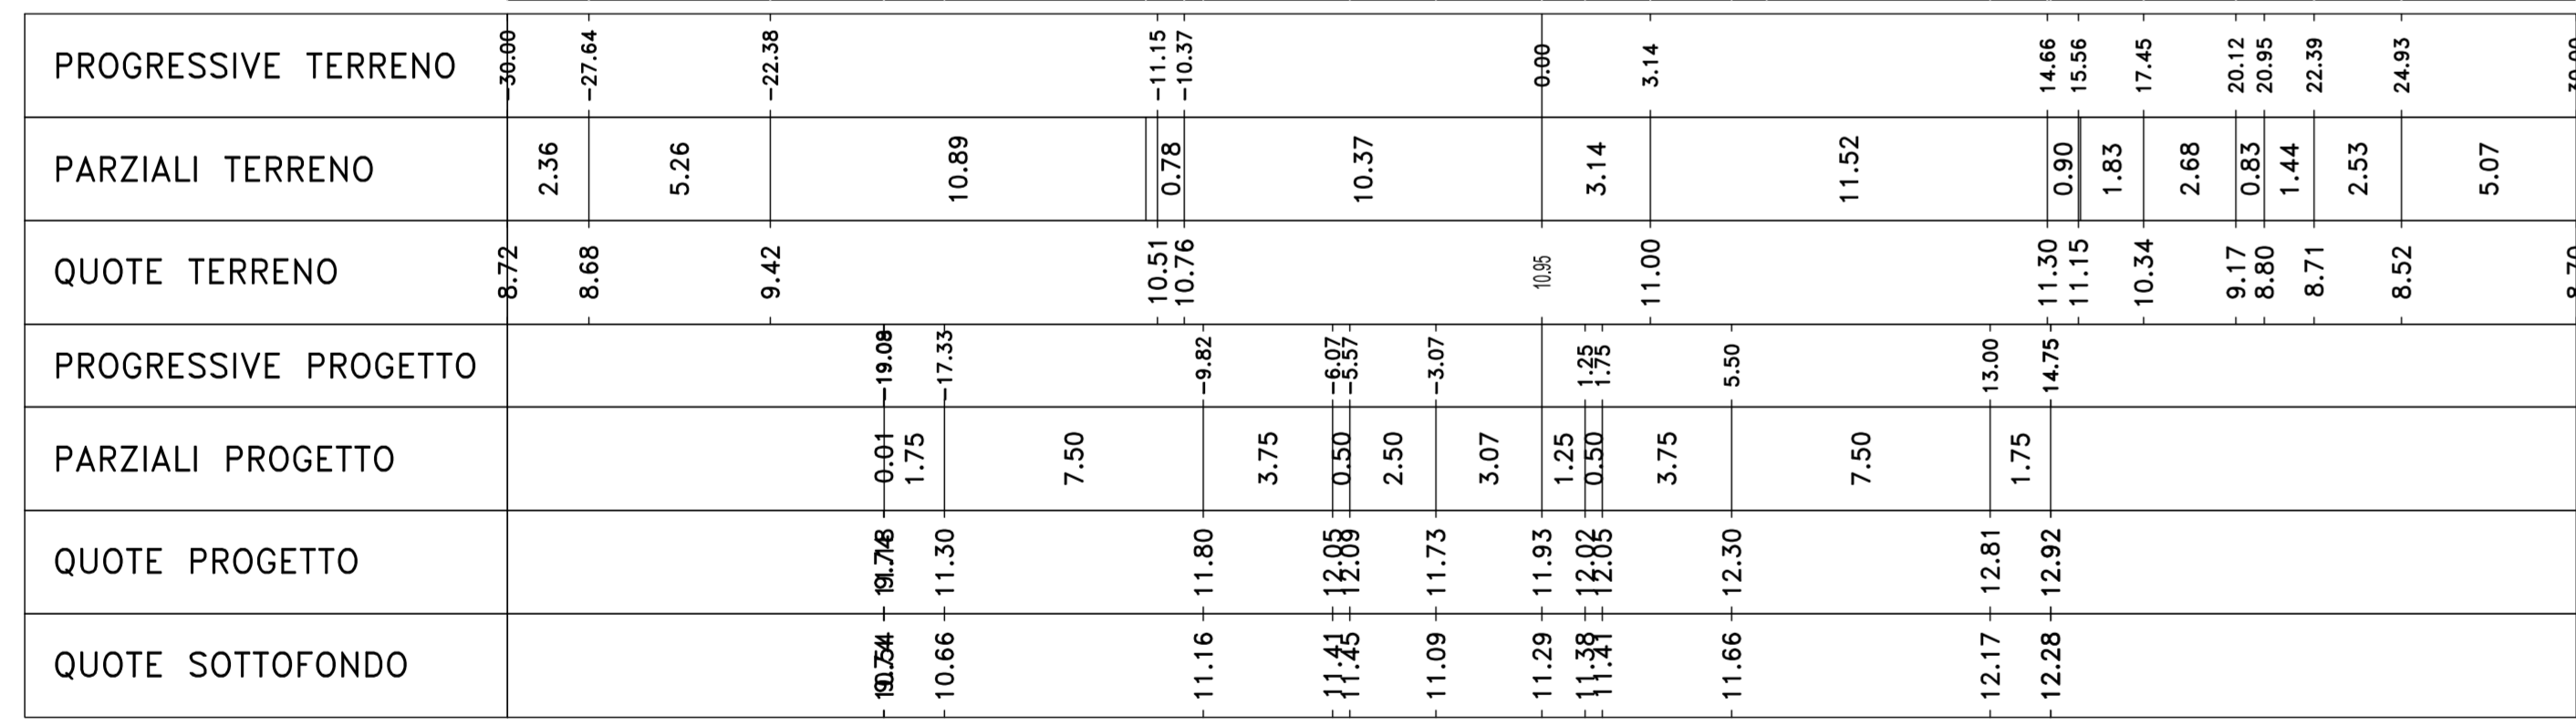 PROGRESSIVE TERRENO -30.00 -27.64 -22.38 -11.15 -10.37 0.00 3.14 14.66 15.56 17.45 20.12 20.95 22.39 24.93
PARZIALI TERRENO 2.36 5.26 10.89 0.78 10.37 3.14 11.52 0.90 1.83 2.68 0.83 1.44 2.53 5.07
QUOTE TERRENO 8.72 8.68 9.42 10.51 10.76 10.95 11.00 11.30 11.15 10.34 9.17 8.80 8.71 8.52
PROGRESSIVE PROGETTO -17.33 -9.82 -6.07 -5.57 -3.07 1.25 1.75 5.50 13.00 14.75
PARZIALI PROGETTO 0.01 1.75 7.50 3.75 0.50 2.50 3.07 1.25 0.50 3.75 7.50 1.75
QUOTE PROGETTO 11.30 11.80 12.05 12.09 11.73 11.93 12.02 12.05 12.30 12.81 12.92
QUOTE SOTTOFONDO 10.66 11.16 11.41 11.45 11.09 11.29 11.38 11.41 11.66 12.17 12.28